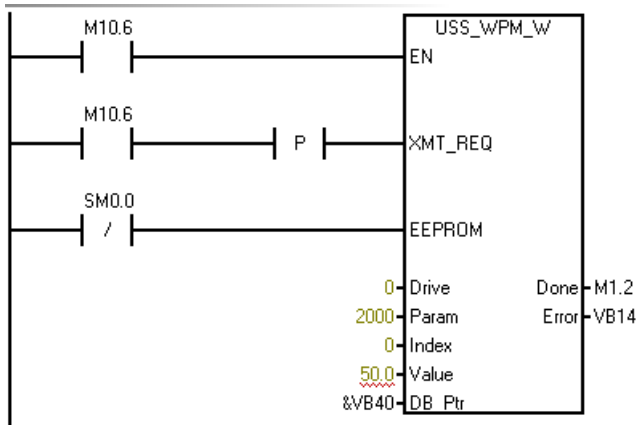 M10.6
USS_WPM_W
EN
M10.6
P
XMT_REQ
SM0.0
/
EEPROM
0 Drive Done M1.2
2000 Param Error VB14
0 Index
50.0 Value
&VB40 DB_Ptr